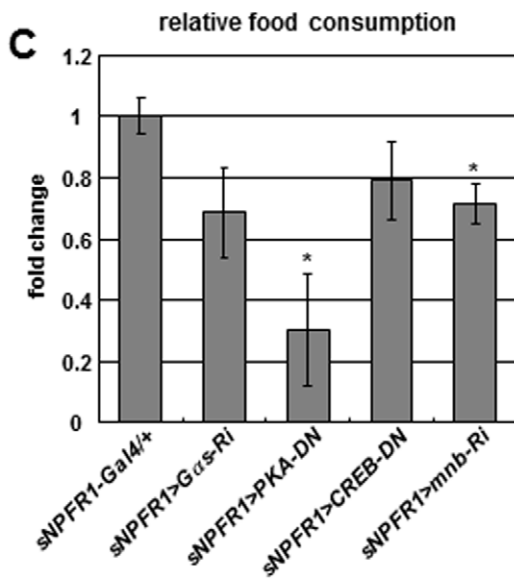 C
relative food consumption
fold change
1.2
1
0.8
0.6
0.4
0.2
0
*
*
sNPFR1-Gal4/+
sNPFR1>Gαs-Ri
sNPFR1>PKA-DN
sNPFR1>CREB-DN
sNPFR1>mnb-Ri